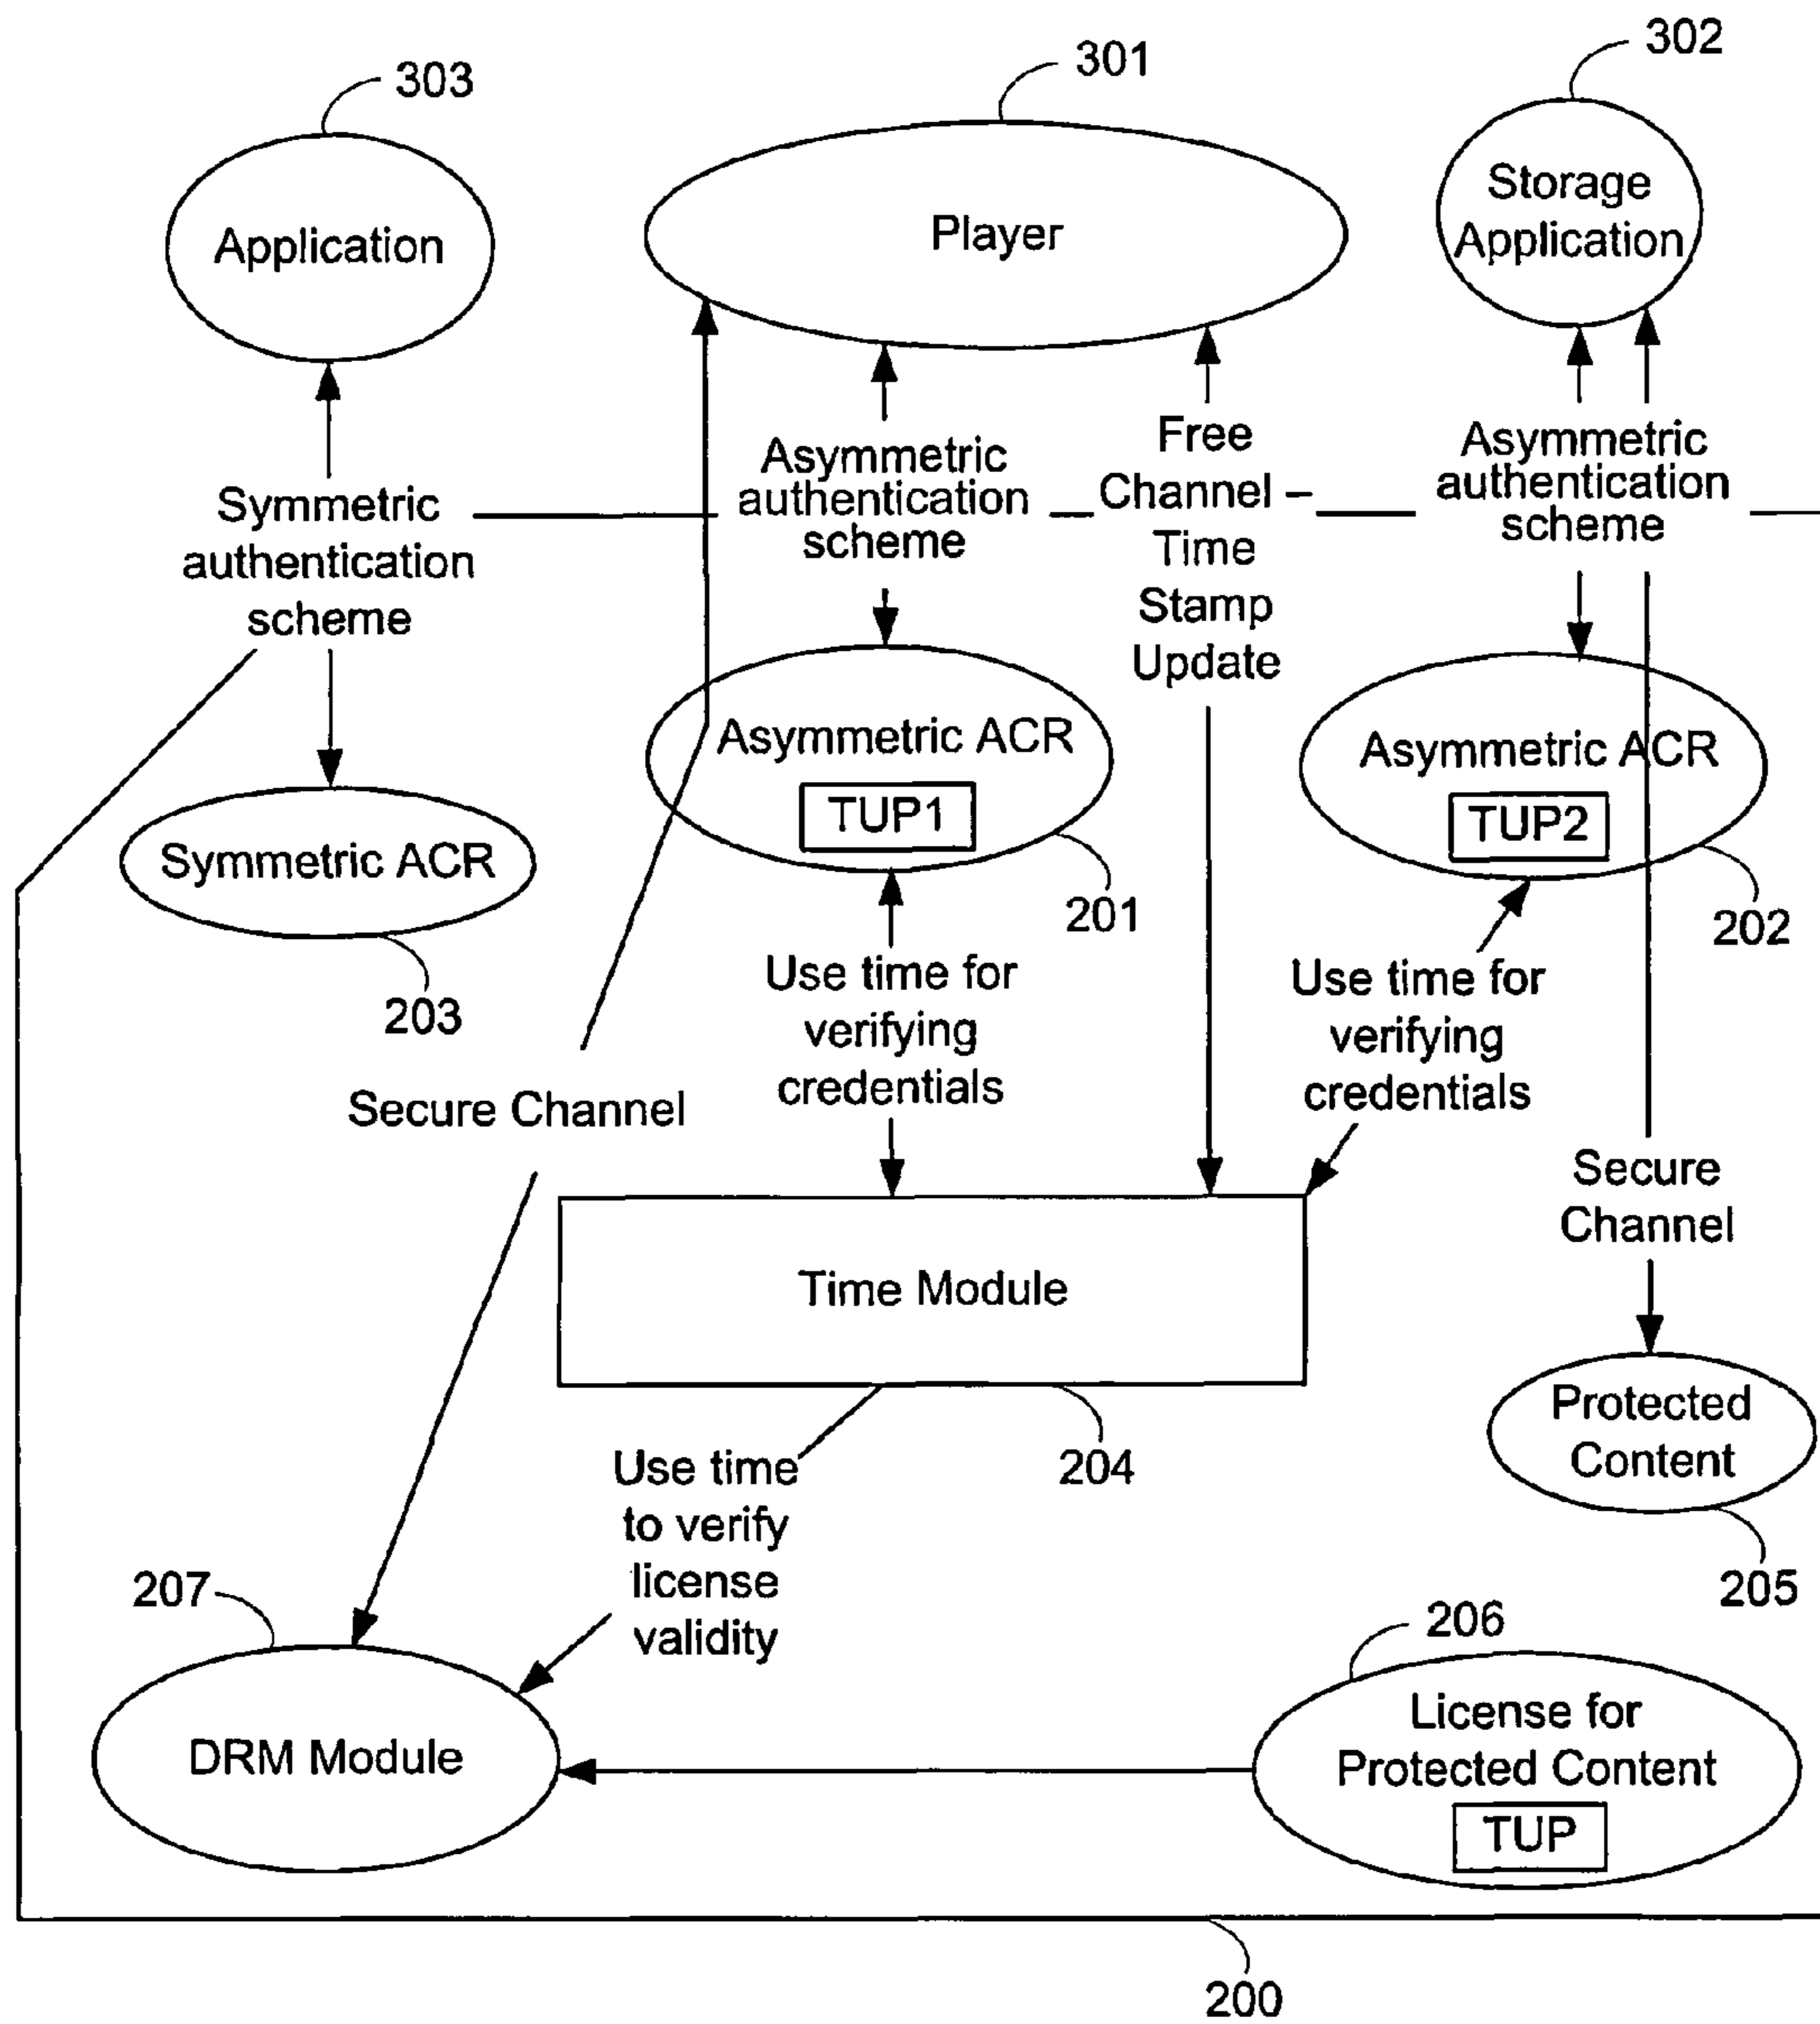 303
301
302
Application
Player
Storage
Application
Symmetric
authentication
scheme
Asymmetric
authentication
scheme
Free
Channel –
Time
Stamp
Update
Asymmetric
authentication
scheme
Symmetric ACR
203
Asymmetric ACR
TUP1
201
Asymmetric ACR
TUP2
202
Secure Channel
Use time for
verifying
credentials
Use time for
verifying
credentials
Secure
Channel
Time Module
204
Protected
Content
205
Use time
to verify
license
validity
207
DRM Module
206
License for
Protected Content
TUP
200